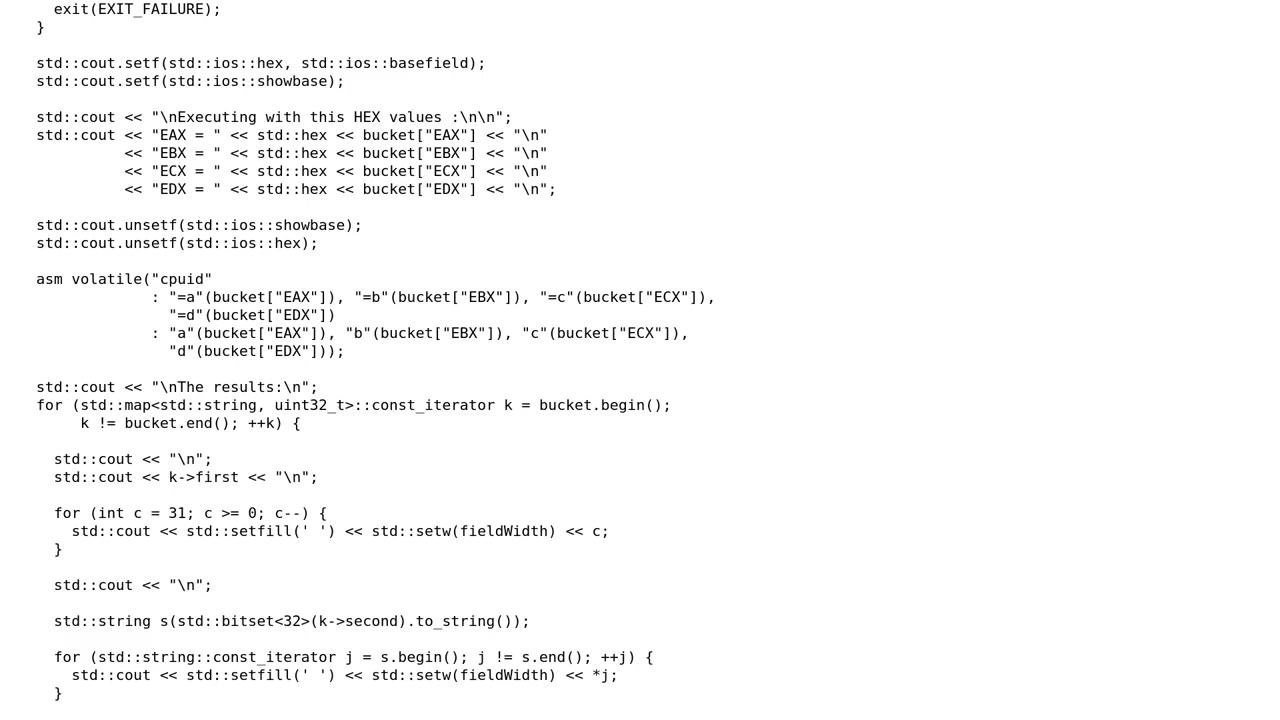 exit(EXIT_FAILURE);
  }

  std::cout.setf(std::ios::hex, std::ios::basefield);
  std::cout.setf(std::ios::showbase);

  std::cout << "\nExecuting with this HEX values :\n\n";
  std::cout << "EAX = " << std::hex << bucket["EAX"] << "\n"
            << "EBX = " << std::hex << bucket["EBX"] << "\n"
            << "ECX = " << std::hex << bucket["ECX"] << "\n"
            << "EDX = " << std::hex << bucket["EDX"] << "\n";

  std::cout.unsetf(std::ios::showbase);
  std::cout.unsetf(std::ios::hex);

  asm volatile("cpuid"
               : "=a"(bucket["EAX"]), "=b"(bucket["EBX"]), "=c"(bucket["ECX"]),
                 "=d"(bucket["EDX"])
               : "a"(bucket["EAX"]), "b"(bucket["EBX"]), "c"(bucket["ECX"]),
                 "d"(bucket["EDX"]));

  std::cout << "\nThe results:\n";
  for (std::map<std::string, uint32_t>::const_iterator k = bucket.begin();
       k != bucket.end(); ++k) {

    std::cout << "\n";
    std::cout << k->first << "\n";

    for (int c = 31; c >= 0; c--) {
      std::cout << std::setfill(' ') << std::setw(fieldWidth) << c;
    }

    std::cout << "\n";

    std::string s(std::bitset<32>(k->second).to_string());

    for (std::string::const_iterator j = s.begin(); j != s.end(); ++j) {
      std::cout << std::setfill(' ') << std::setw(fieldWidth) << *j;
    }